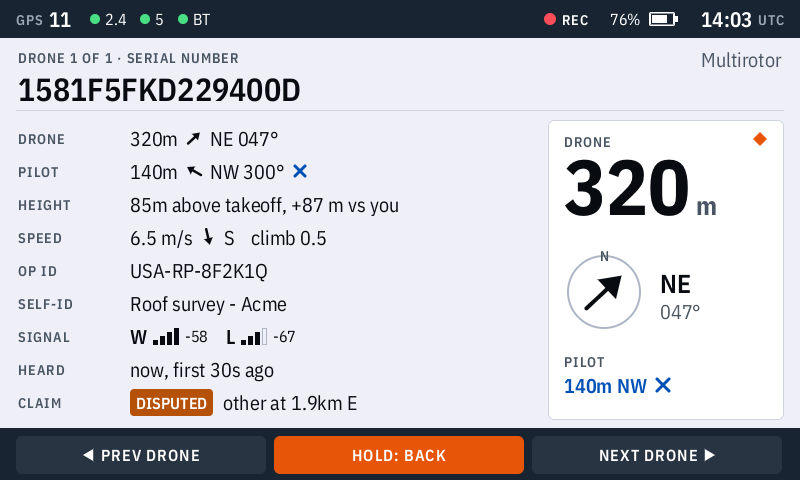 GPS 11 2.4 5 BT REC 76% 14:03 UTC
DRONE 1 OF 1 · SERIAL NUMBER
Multirotor
1581F5FKD229400D
DRONE 320m NE 047°
PILOT 140m NW 300°
HEIGHT 85m above takeoff, +87 m vs you
SPEED 6.5 m/s S climb 0.5
OP ID USA-RP-8F2K1Q
SELF-ID Roof survey - Acme
SIGNAL W -58 L -67
HEARD now, first 30s ago
CLAIM DISPUTED other at 1.9km E
DRONE
320 m
N
NE
047°
PILOT
140m NW
PREV DRONE
HOLD: BACK
NEXT DRONE